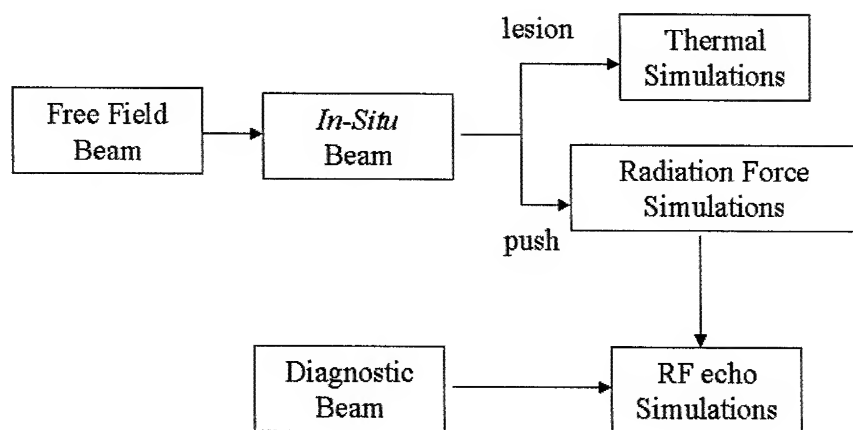 lesion
Thermal
Simulations
Free Field
Beam
In-Situ
Beam
Radiation Force
Simulations
push
Diagnostic
Beam
RF echo
Simulations